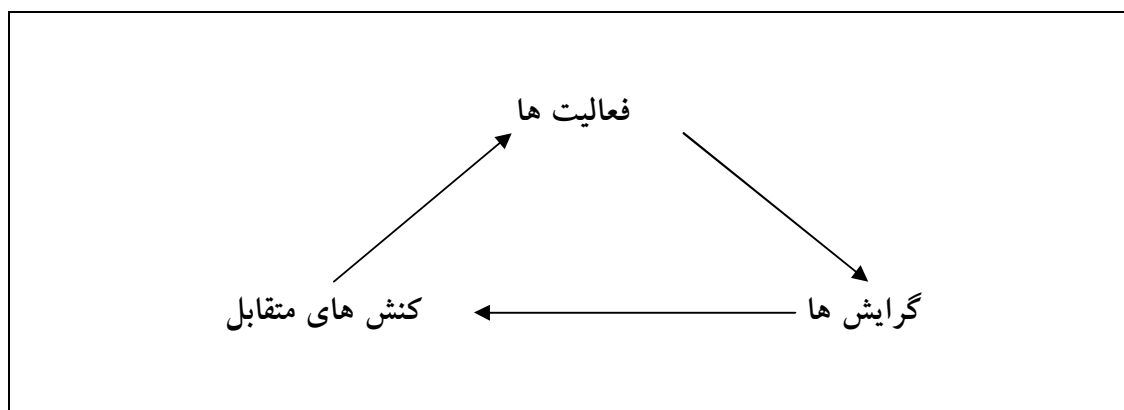 فعالیت ها
گرایش ها
کنش های متقابل